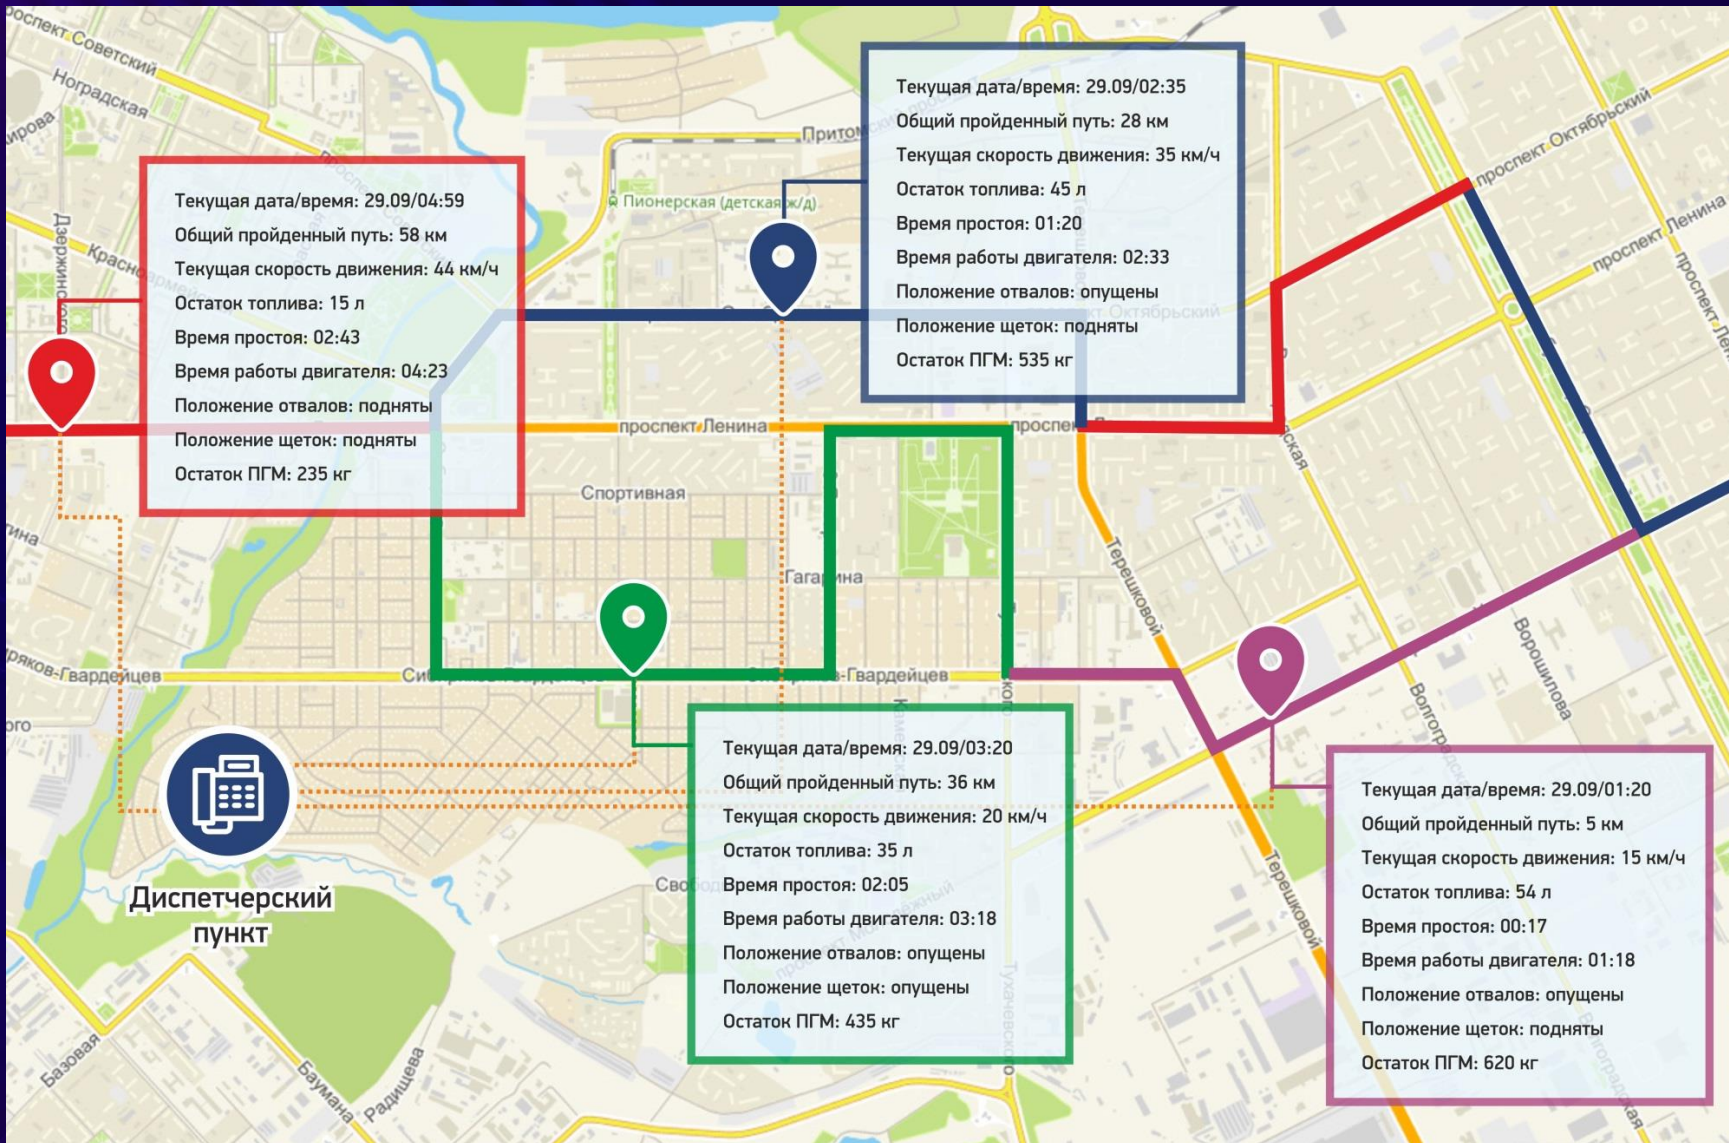 проспект Советский
Ноградская
Дзержинского
Притомский проспект
Пионерская (детская ж/д)
проспект Октябрьский
проспект Ленина
Текущая дата/время: 29.09/02:35
Общий пройденный путь: 28 км
Текущая скорость движения: 35 км/ч
Остаток топлива: 45 л
Время простоя: 01:20
Время работы двигателя: 02:33
Положение отвалов: опущены
Положение щеток: подняты
Остаток ПГМ: 535 кг
Текущая дата/время: 29.09/04:59
Общий пройденный путь: 58 км
Текущая скорость движения: 44 км/ч
Остаток топлива: 15 л
Время простоя: 02:43
Время работы двигателя: 04:23
Положение отвалов: подняты
Положение щеток: подняты
Остаток ПГМ: 235 кг
проспект Ленина
Спортивная
Гагарина
Терешковой
Ворошилова
Волгоградская
Диспетчерский
пункт
Текущая дата/время: 29.09/03:20
Общий пройденный путь: 36 км
Текущая скорость движения: 20 км/ч
Остаток топлива: 35 л
Время простоя: 02:05
Время работы двигателя: 03:18
Положение отвалов: опущены
Положение щеток: опущены
Остаток ПГМ: 435 кг
Текущая дата/время: 29.09/01:20
Общий пройденный путь: 5 км
Текущая скорость движения: 15 км/ч
Остаток топлива: 54 л
Время простоя: 00:17
Время работы двигателя: 01:18
Положение отвалов: опущены
Положение щеток: подняты
Остаток ПГМ: 620 кг
Терешковой
Тухачевского
Базовая
Баумана
Радищева